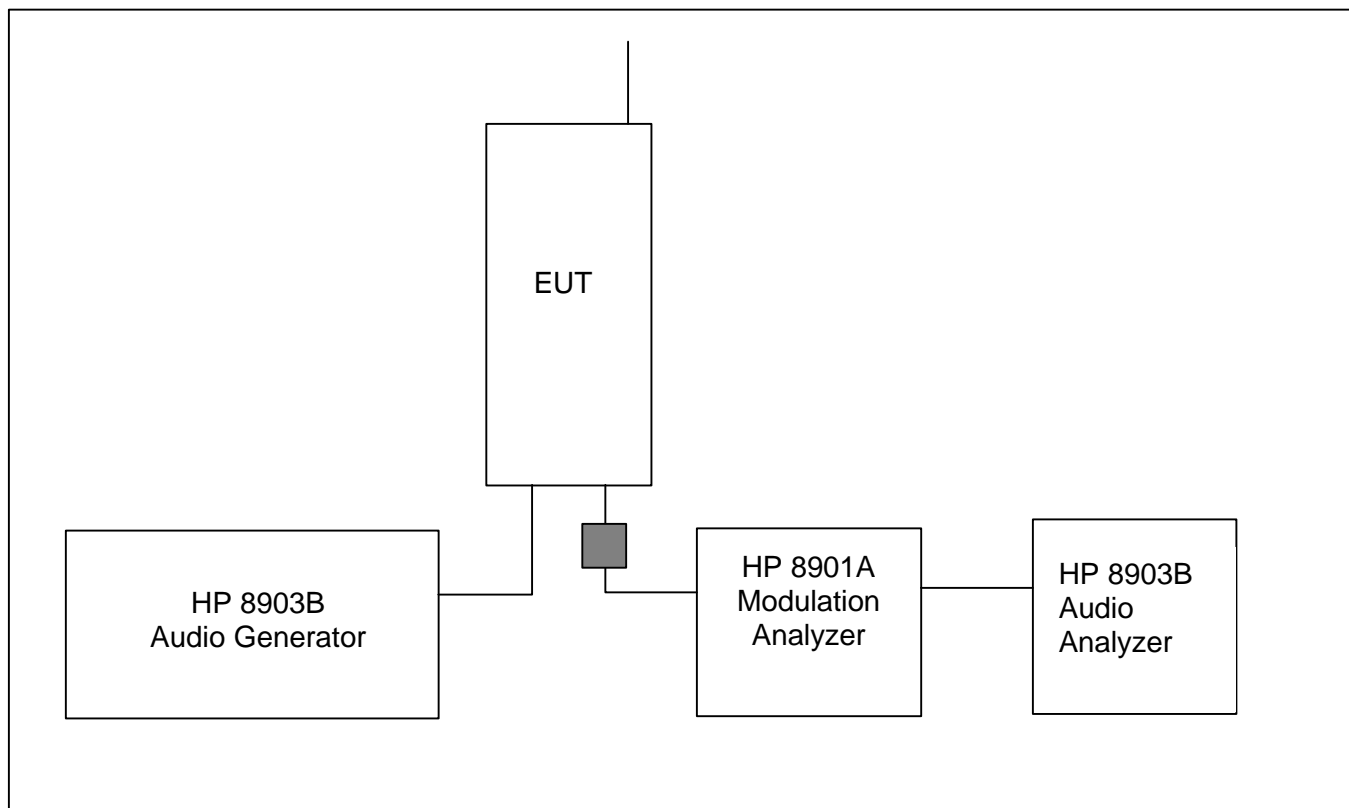 EUT
HP 8903B
Audio Generator
HP 8901A
Modulation
Analyzer
HP 8903B
Audio
Analyzer